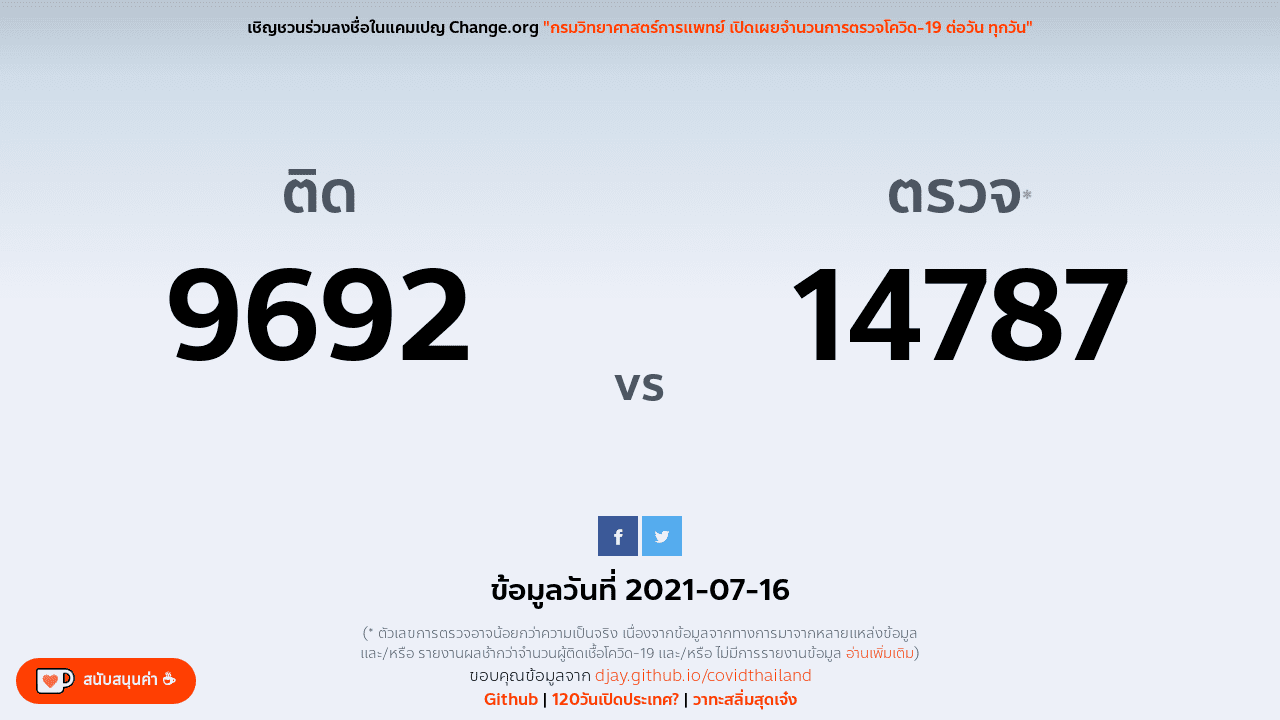 เชิญชวนร่วมลงชื่อในแคมเปญ Change.org "กรมวิทยาศาสตร์การแพทย์ เปิดเผยจำนวนการตรวจโควิด-19 ต่อวัน ทุกวัน"
ติด
ตรวจ*
9692
14787
vs
ข้อมูลวันที่ 2021-07-16
(* ตัวเลขการตรวจอาจน้อยกว่าความเป็นจริง เนื่องจากข้อมูลจากทางการมาจากหลายแหล่งข้อมูล
และ/หรือ รายงานผลช้ากว่าจำนวนผู้ติดเชื้อโควิด-19 และ/หรือ ไม่มีการรายงานข้อมูล อ่านเพิ่มเติม)
ขอบคุณข้อมูลจาก djay.github.io/covidthailand
Github | 120วันเปิดประเทศ? | วาทะสลิ่มสุดเจ๋ง
สนับสนุนค่า ☕